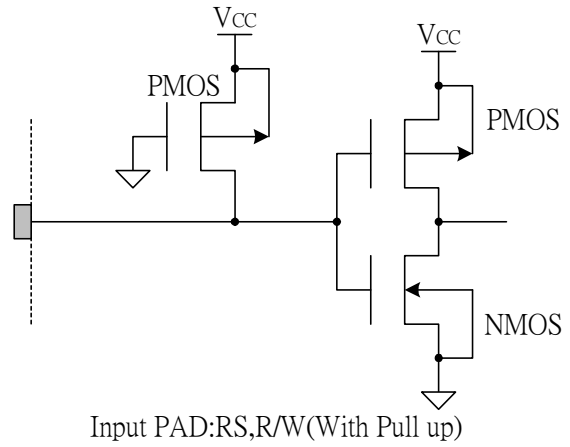 VCC
VCC
PMOS
PMOS
NMOS
Input PAD:RS,R/W(With Pull up)